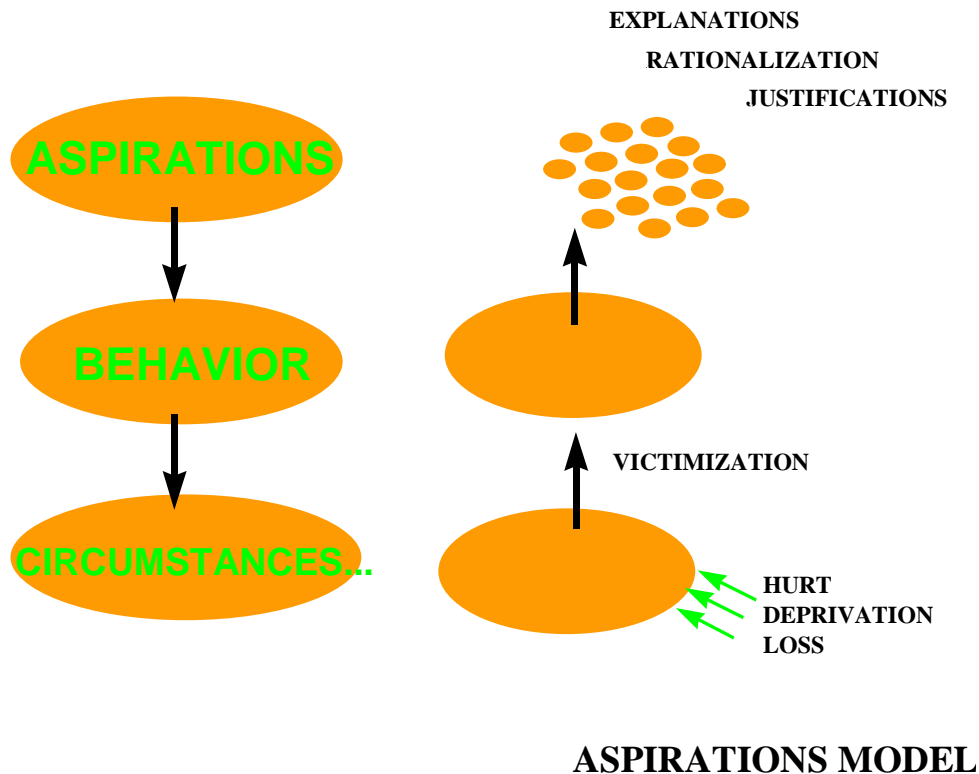 EXPLANATIONS
RATIONALIZATION
JUSTIFICATIONS
ASPIRATIONS
BEHAVIOR
CIRCUMSTANCES...
VICTIMIZATION
HURT
DEPRIVATION
LOSS
ASPIRATIONS MODEL